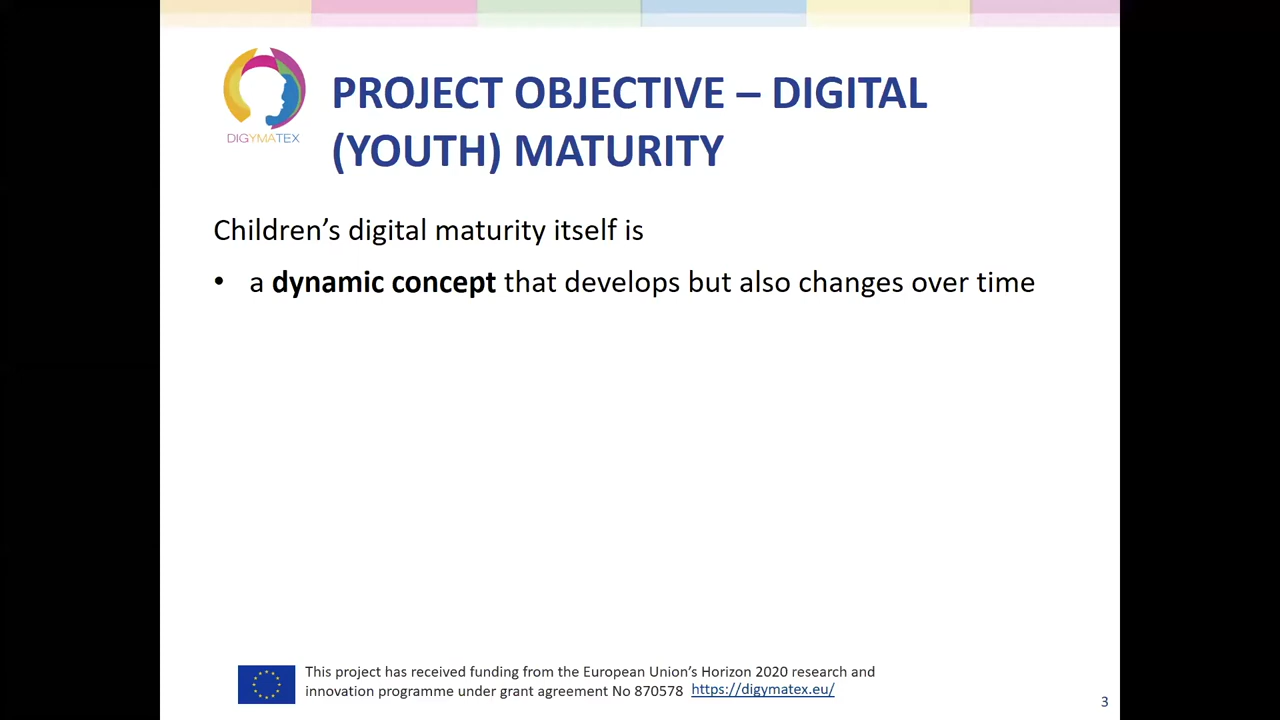 DIGYMATEX
PROJECT OBJECTIVE – DIGITAL
(YOUTH) MATURITY
Children’s digital maturity itself is
• a dynamic concept that develops but also changes over time
This project has received funding from the European Union’s Horizon 2020 research and
innovation programme under grant agreement No 870578 https://digymatex.eu/
3